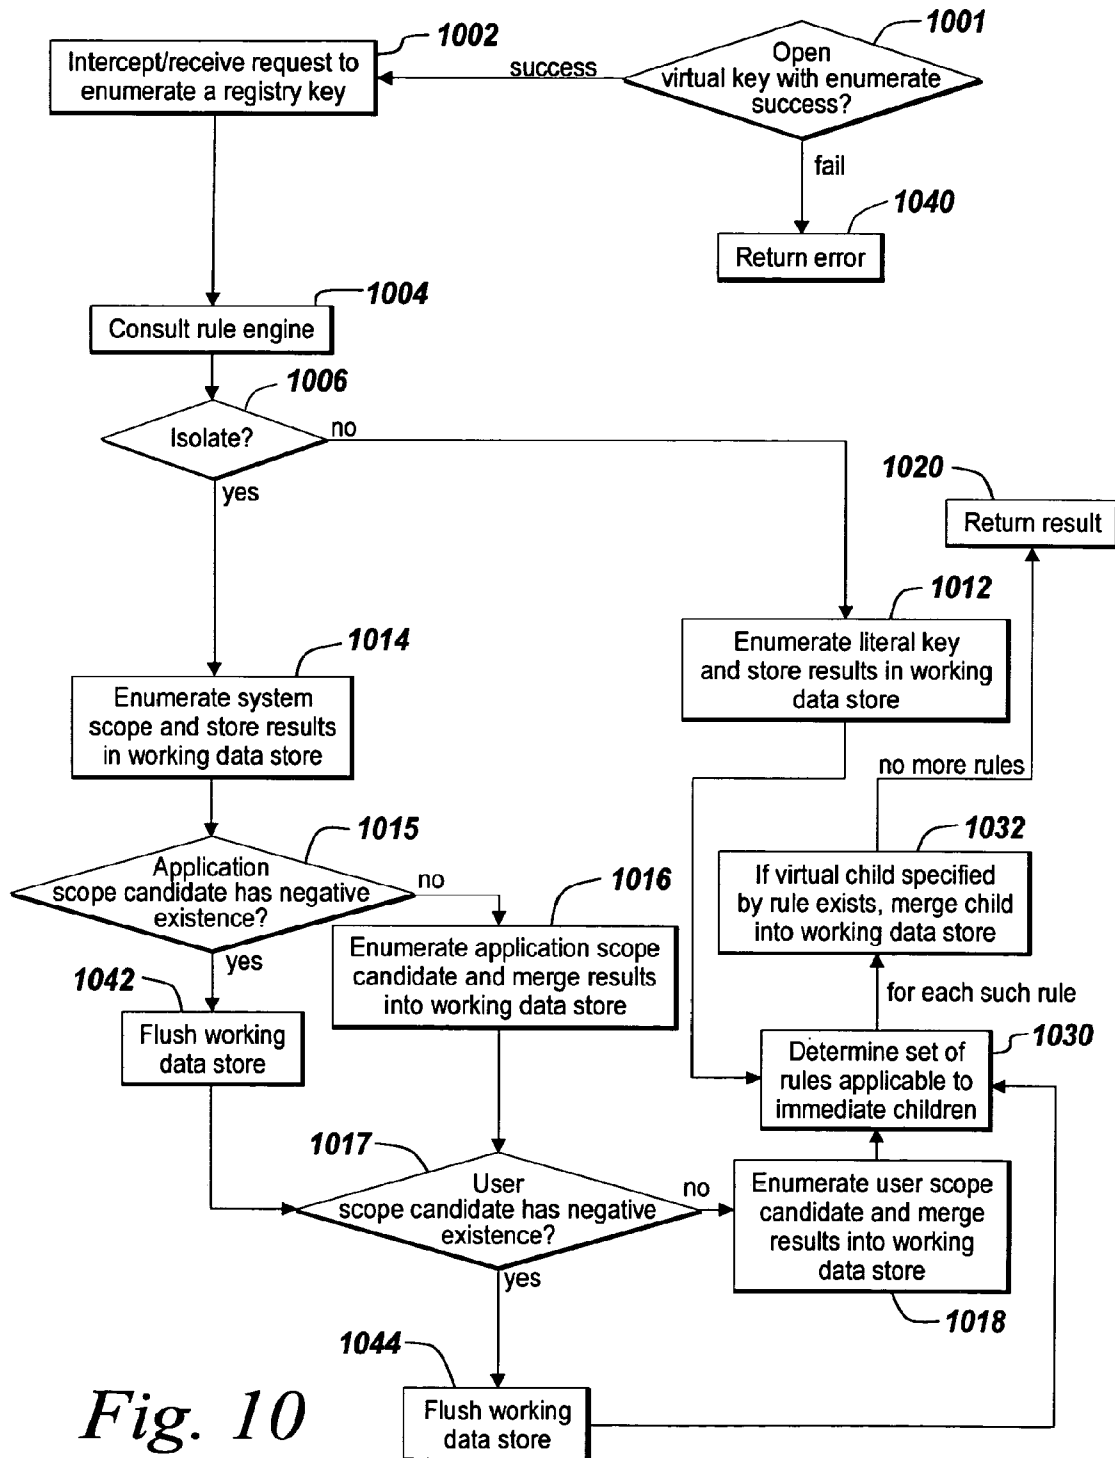 1002
Intercept/receive request to
enumerate a registry key
success
1001
Open
virtual key with enumerate
success?
fail
1040
Return error
1004
Consult rule engine
1006
Isolate?
no
yes
1020
Return result
1012
Enumerate literal key
and store results in working
data store
1014
Enumerate system
scope and store results
in working data store
no more rules
1015
Application
scope candidate has negative
existence?
no
yes
1016
Enumerate application scope
candidate and merge results
into working data store
1032
If virtual child specified
by rule exists, merge child
into working data store
for each such rule
1042
Flush working
data store
1030
Determine set of
rules applicable to
immediate children
1017
User
scope candidate has negative
existence?
no
yes
Enumerate user scope
candidate and merge
results into working
data store
1018
1044
Flush working
data store
Fig. 10